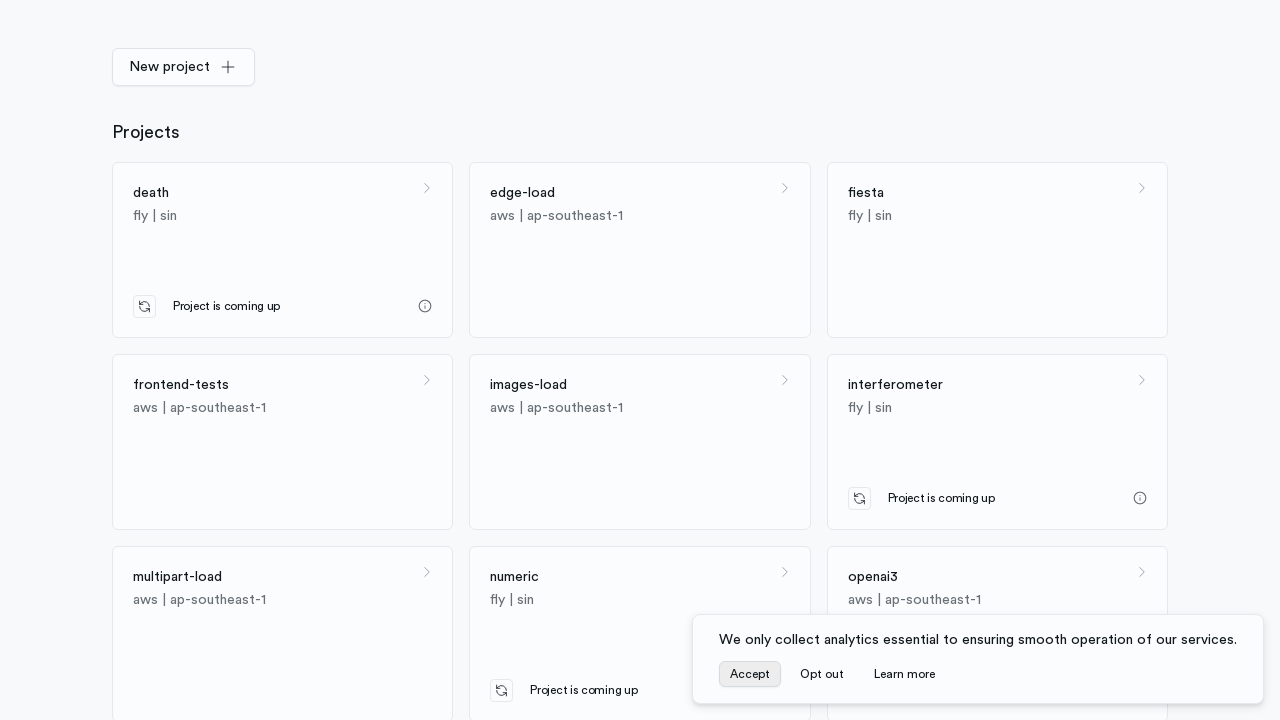 New project
Projects
death
fly | sin
Project is coming up
edge-load
aws | ap-southeast-1
fiesta
fly | sin
frontend-tests
aws | ap-southeast-1
images-load
aws | ap-southeast-1
interferometer
fly | sin
Project is coming up
multipart-load
aws | ap-southeast-1
numeric
fly | sin
Project is coming up
openai3
aws | ap-southeast-1
We only collect analytics essential to ensuring smooth operation of our services.
Accept
Opt out
Learn more